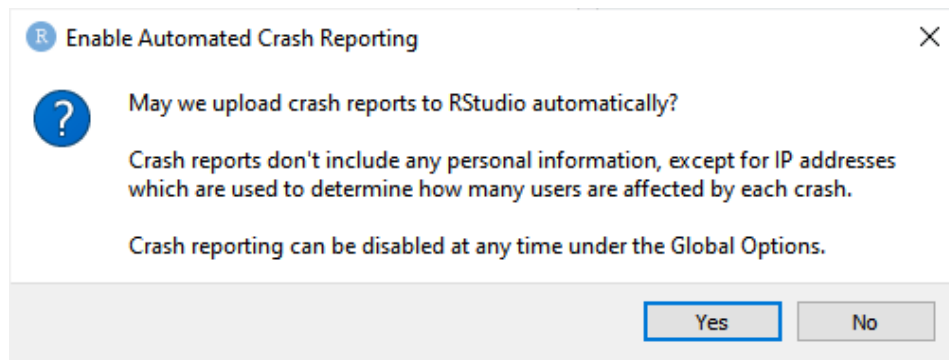 R Enable Automated Crash Reporting
? May we upload crash reports to RStudio automatically?
Crash reports don't include any personal information, except for IP addresses
which are used to determine how many users are affected by each crash.
Crash reporting can be disabled at any time under the Global Options.
Yes No